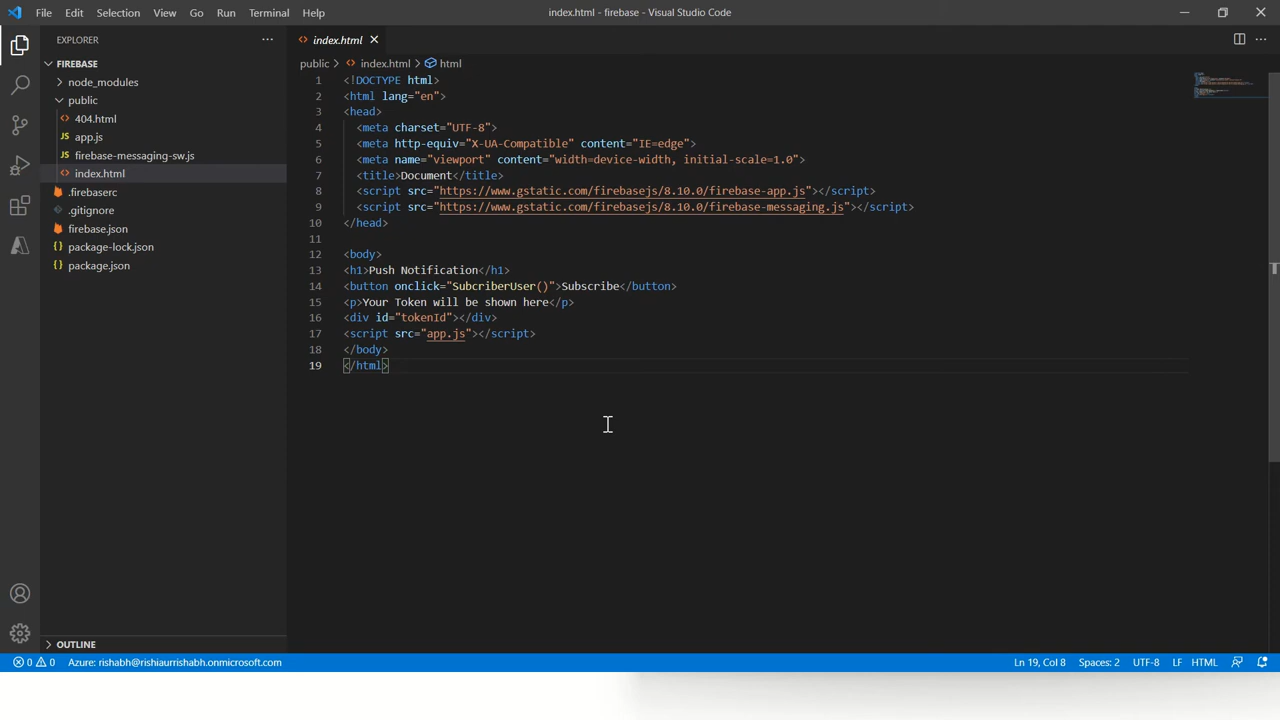 File Edit Selection View Go Run Terminal Help
index.html - firebase - Visual Studio Code
EXPLORER
FIREBASE
node_modules
public
404.html
app.js
firebase-messaging-sw.js
index.html
.firebaserc
.gitignore
firebase.json
package-lock.json
package.json
OUTLINE
index.html
public > index.html > html
1 <!DOCTYPE html>
2 <html lang="en">
3 <head>
4 <meta charset="UTF-8">
5 <meta http-equiv="X-UA-Compatible" content="IE=edge">
6 <meta name="viewport" content="width=device-width, initial-scale=1.0">
7 <title>Document</title>
8 <script src="https://www.gstatic.com/firebasejs/8.10.0/firebase-app.js"></script>
9 <script src="https://www.gstatic.com/firebasejs/8.10.0/firebase-messaging.js"></script>
10 </head>
11
12 <body>
13 <h1>Push Notification</h1>
14 <button onclick="SubcriberUser()">Subscribe</button>
15 <p>Your Token will be shown here</p>
16 <div id="tokenId"></div>
17 <script src="app.js"></script>
18 </body>
19 </html>
0 0 Azure: rishabh@rishiaurrishabh.onmicrosoft.com
Ln 19, Col 8 Spaces: 2 UTF-8 LF HTML